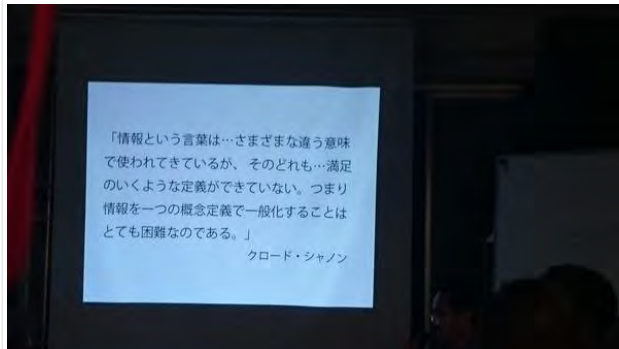 「情報という言葉は…さまざまな違う意味
で使われてきているが、そのどれも…満足
のいくような定義ができていない。つまり
情報を一つの概念定義で一般化することは
とても困難なのである。」
クロード・シャノン